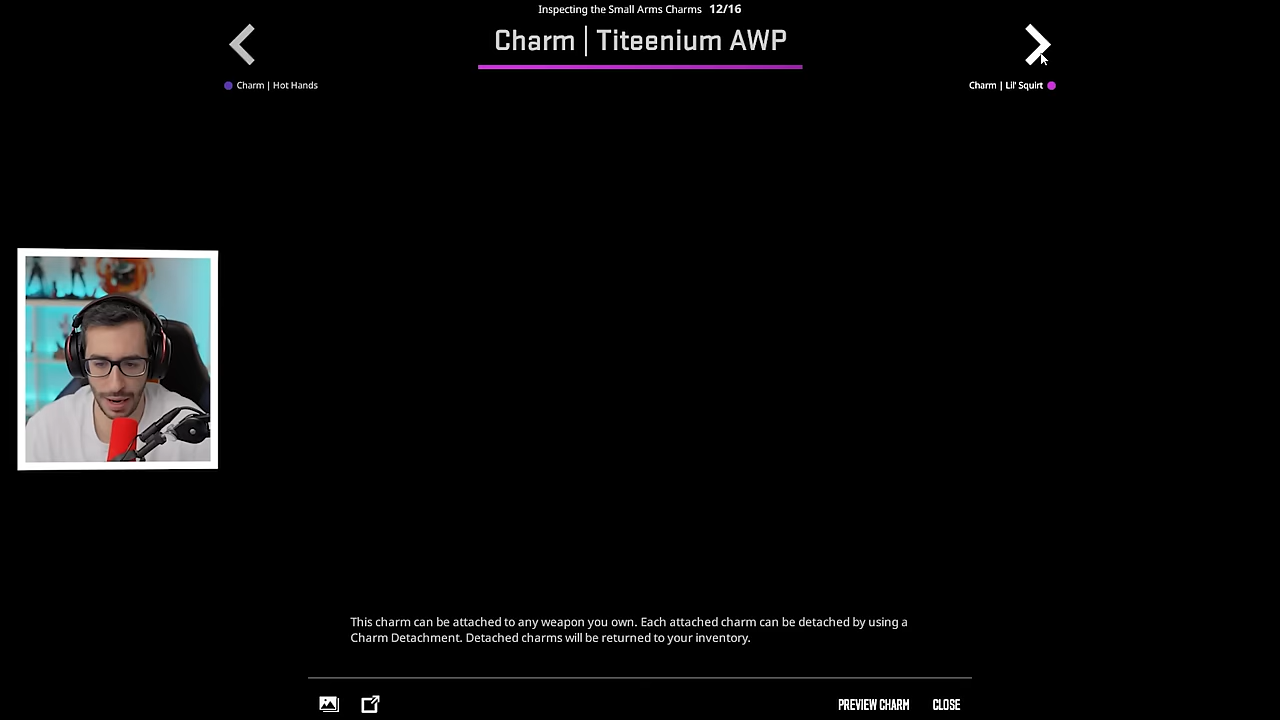 Inspecting the Small Arms Charms 12/16
Charm | Titeenium AWP
Charm | Hot Hands
Charm | Lil' Squirt
This charm can be attached to any weapon you own. Each attached charm can be detached by using a
Charm Detachment. Detached charms will be returned to your inventory.
PREVIEW CHARM CLOSE